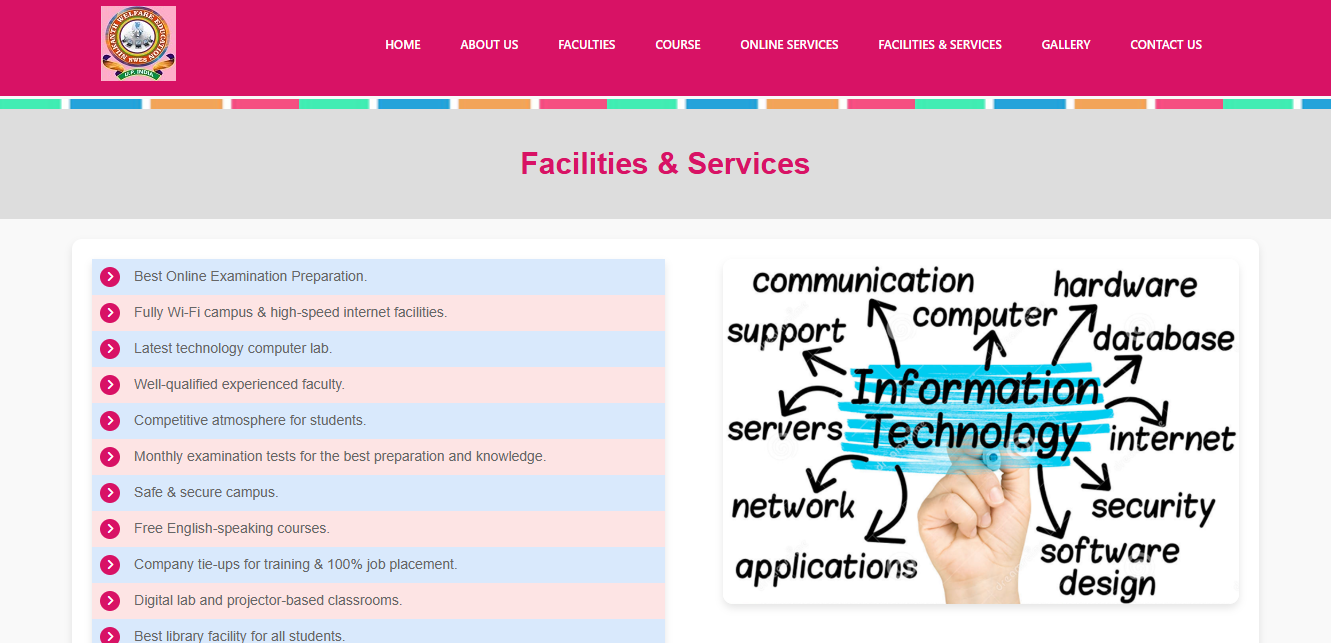 NILKANTH WELFARE EDUCATION
NWES
U.P. INDIA
HOME ABOUT US FACULTIES COURSE ONLINE SERVICES FACILITIES & SERVICES GALLERY CONTACT US
Facilities & Services
Best Online Examination Preparation.
Fully Wi-Fi campus & high-speed internet facilities.
Latest technology computer lab.
Well-qualified experienced faculty.
Competitive atmosphere for students.
Monthly examination tests for the best preparation and knowledge.
Safe & secure campus.
Free English-speaking courses.
Company tie-ups for training & 100% job placement.
Digital lab and projector-based classrooms.
Best library facility for all students.
communication
hardware
computer
support
database
Information
Technology
servers
internet
network
security
applications
software
design